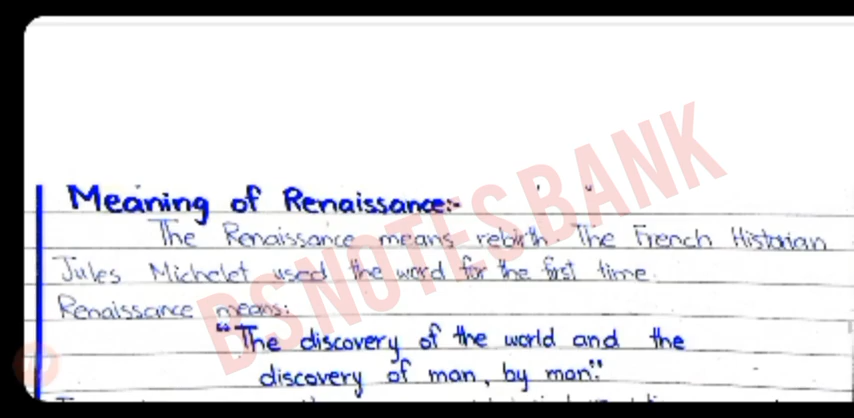 Meaning of Renaissance:-
The Renaissance means rebirth. The French Historian
Jules Michelet used the word for the first time.
Renaissance means:
"The discovery of the world and the
discovery of man, by man."
BSNOTESBANK